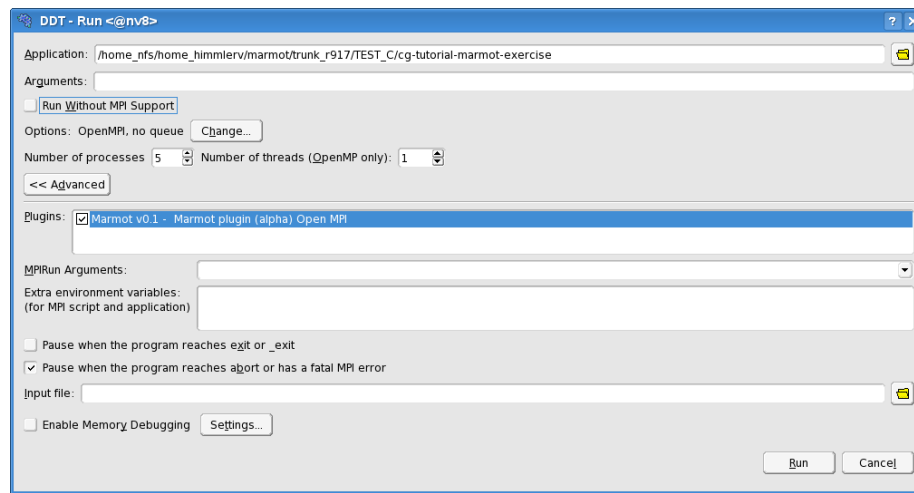 DDT - Run <@nv8>
Application: /home_nfs/home_himmlerv/marmot/trunk_r917/TEST_C/cg-tutorial-marmot-exercise
Arguments:
Run Without MPI Support
Options: OpenMPI, no queue Change...
Number of processes 5 Number of threads (OpenMP only): 1
<< Advanced
Plugins: Marmot v0.1 - Marmot plugin (alpha) Open MPI
MPIRun Arguments:
Extra environment variables:
(for MPI script and application)
Pause when the program reaches exit or _exit
Pause when the program reaches abort or has a fatal MPI error
Input file:
Enable Memory Debugging Settings...
Run Cancel